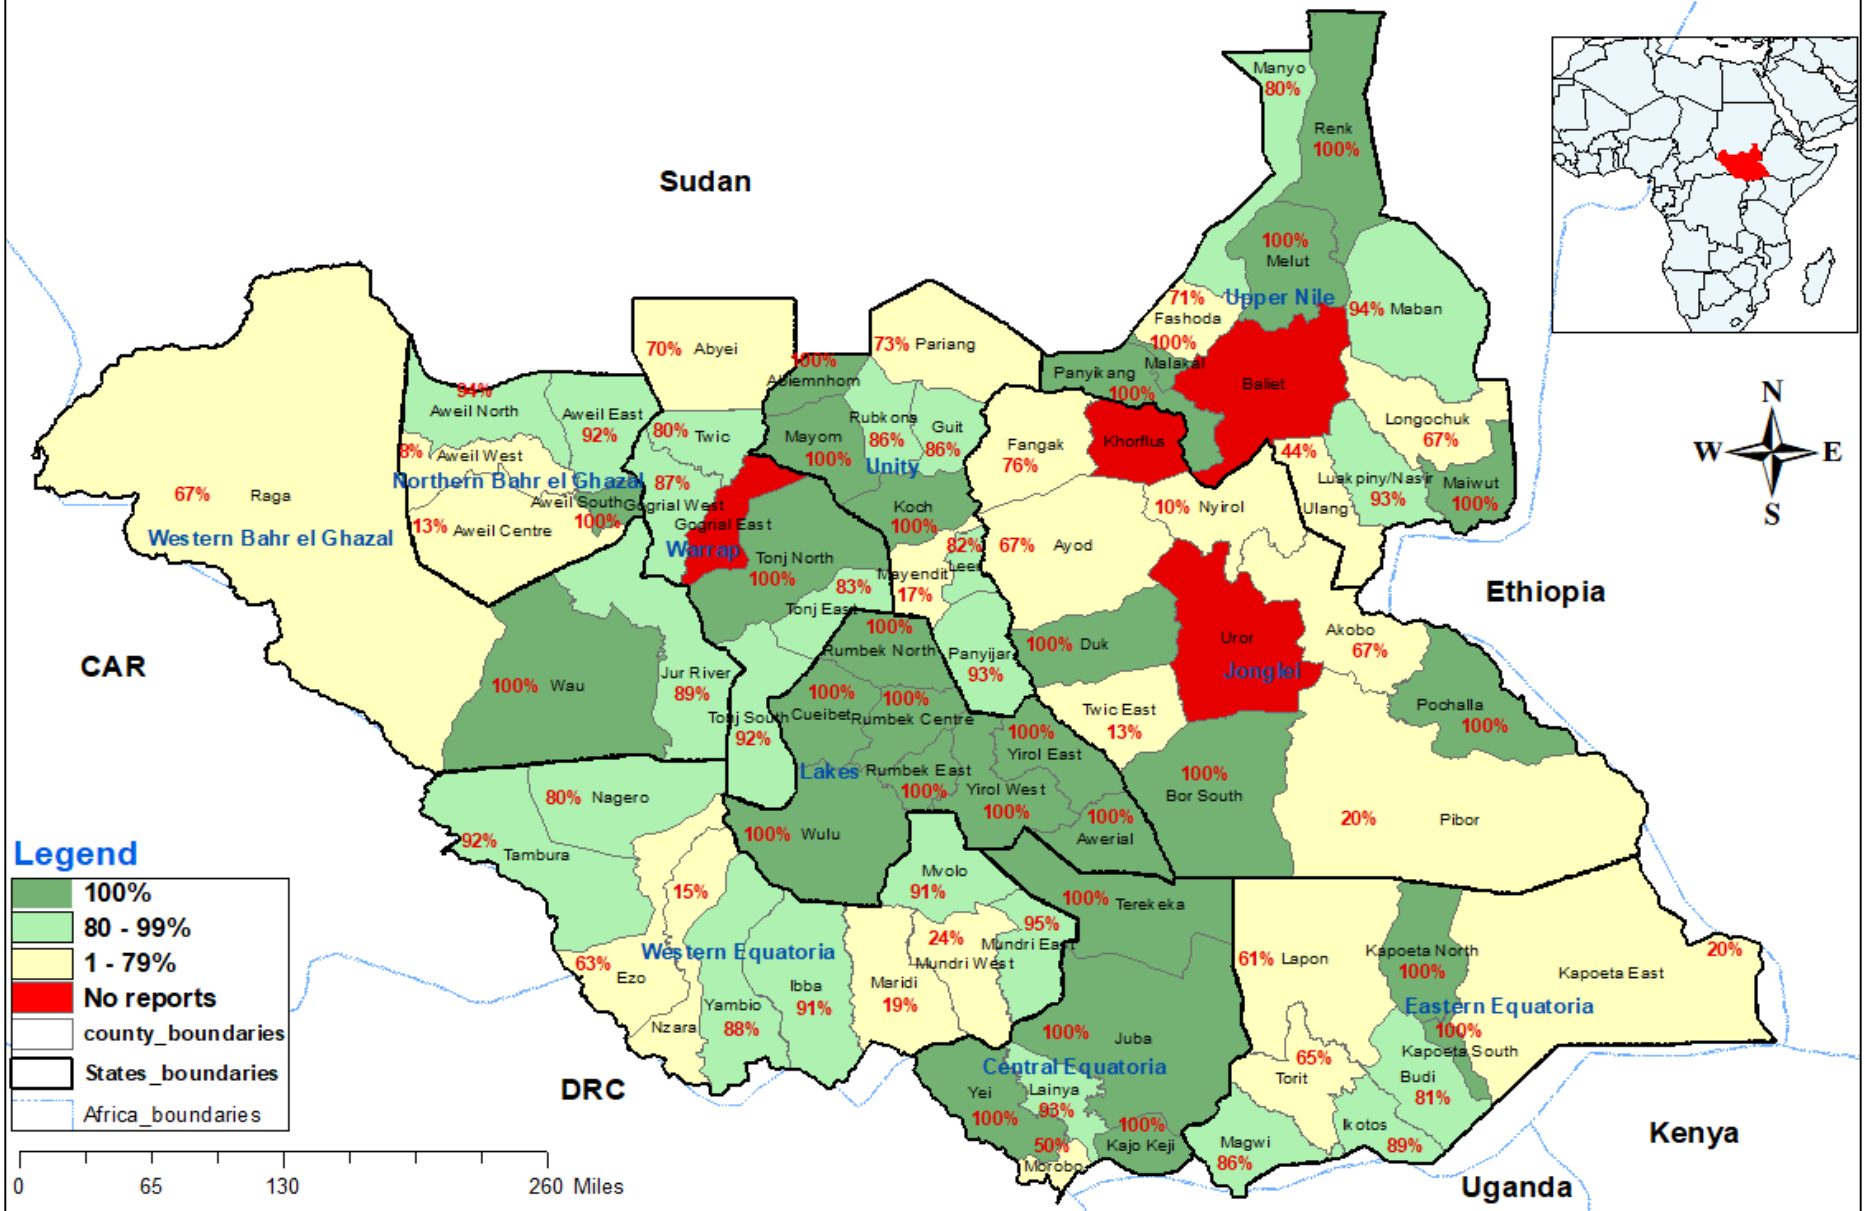 Manyo
80%
Renk
100%
Sudan
100%
Melut
71%
Upper Nile
Fashoda
94% Maban
100%
70% Abyei
73% Pariang
100%
Abiemnhom
Panyikang
Malakal
100%
Baliet
94%
Aweil North
Aweil East
92%
80% Twic
Mayom
100%
Rubkona
86%
Guit
86%
Unity
Fangak
76%
Khorflus
Longochuk
67%
44%
Ulang
Luakpiny/Nasir
93%
Maiwut
100%
N
W
E
S
8%
Aweil West
Northern Bahr el Ghazal
67% Raga
Western Bahr el Ghazal
13% Aweil Centre
Aweil South
100%
87%
Gogrial West
Gogrial East
Warrap
Koch
100%
10% Nyirol
67% Ayod
82%
Leer
Tonj North
100%
Mayendit
17%
83%
Tonj East
Ethiopia
CAR
100%
Rumbek North
Panyijar
93%
100% Duk
Uror
Jonglei
Akobo
67%
Pochalla
100%
100% Wau
Jur River
89%
Tonj South
92%
100%
Cueibet
100%
Rumbek Centre
100%
Yirol East
Twic East
13%
Lakes
Rumbek East
100%
Yirol West
100%
100%
Awerial
100%
Bor South
20% Pibor
80% Nagero
92%
Tambura
100% Wulu
Mvolo
91%
100% Terekeka
15%
Western Equatoria
95%
Mundri East
24%
Mundri West
63%
Ezo
Nzara
Yambio
88%
Ibba
91%
Maridi
19%
61% Lapon
Kapoeta North
100%
Kapoeta East
20%
Eastern Equatoria
100%
Kapoeta South
100% Juba
Central Equatoria
65%
Torit
Budi
81%
Yei
100%
Lainya
93%
50%
Morobo
100%
Kajo Keji
Magwi
86%
Ikotos
89%
DRC
Kenya
Uganda
Legend
100%
80 - 99%
1 - 79%
No reports
county_boundaries
States_boundaries
Africa_boundaries
0 65 130 260 Miles